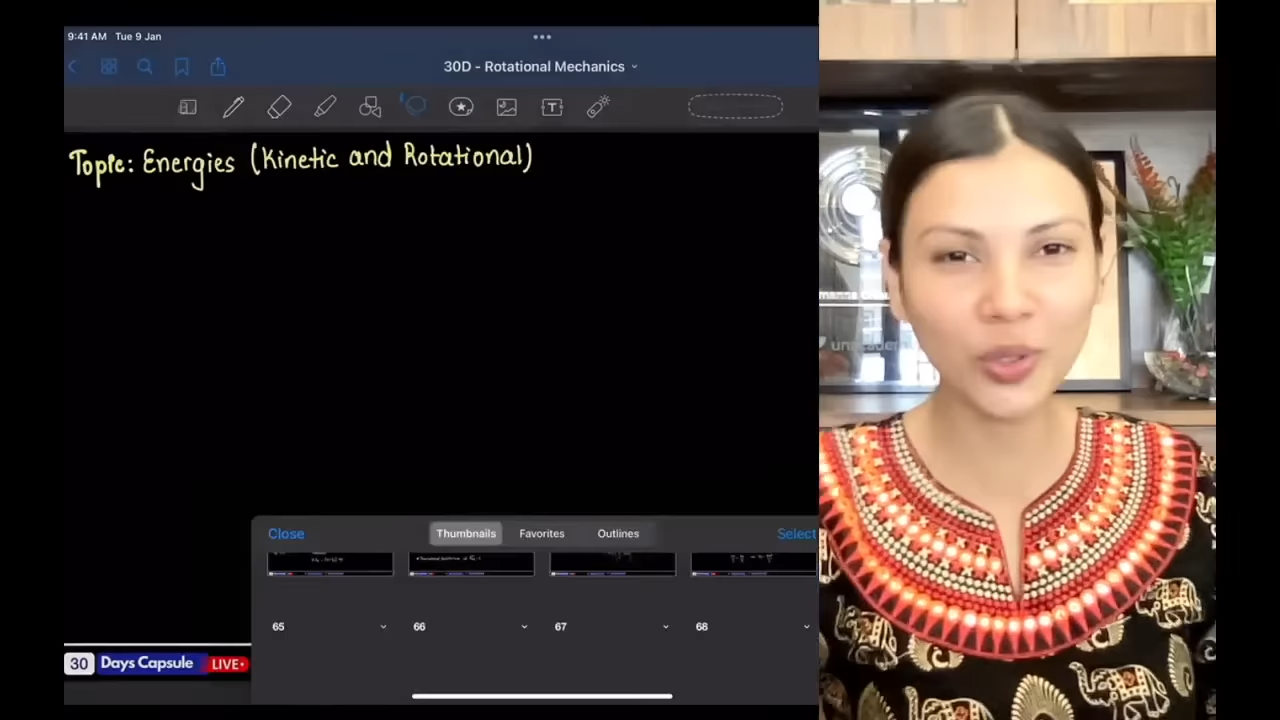 9:41 AM Tue 9 Jan
30D - Rotational Mechanics
T
Topic: Energies (Kinetic and Rotational)
Close
Thumbnails
Favorites
Outlines
Select
65
66
67
68
30 Days Capsule LIVE